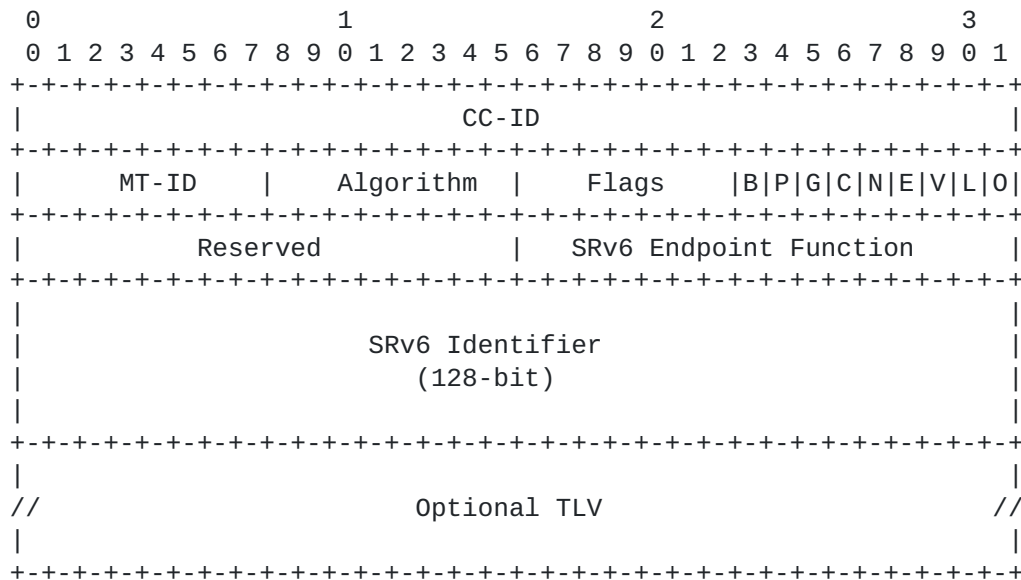 0                   1                   2                   3
 0 1 2 3 4 5 6 7 8 9 0 1 2 3 4 5 6 7 8 9 0 1 2 3 4 5 6 7 8 9 0 1
+-+-+-+-+-+-+-+-+-+-+-+-+-+-+-+-+-+-+-+-+-+-+-+-+-+-+-+-+-+-+-+-+
|                            CC-ID                              |
+-+-+-+-+-+-+-+-+-+-+-+-+-+-+-+-+-+-+-+-+-+-+-+-+-+-+-+-+-+-+-+-+
|      MT-ID    |    Algorithm  |    Flags    |B|P|G|C|N|E|V|L|O|
+-+-+-+-+-+-+-+-+-+-+-+-+-+-+-+-+-+-+-+-+-+-+-+-+-+-+-+-+-+-+-+-+
|           Reserved            |   SRv6 Endpoint Function      |
+-+-+-+-+-+-+-+-+-+-+-+-+-+-+-+-+-+-+-+-+-+-+-+-+-+-+-+-+-+-+-+-+
|                                                               |
|                      SRv6 Identifier                          |
|                         (128-bit)                             |
|                                                               |
+-+-+-+-+-+-+-+-+-+-+-+-+-+-+-+-+-+-+-+-+-+-+-+-+-+-+-+-+-+-+-+-+
|                                                               |
//                        Optional TLV                         //
|                                                               |
+-+-+-+-+-+-+-+-+-+-+-+-+-+-+-+-+-+-+-+-+-+-+-+-+-+-+-+-+-+-+-+-+